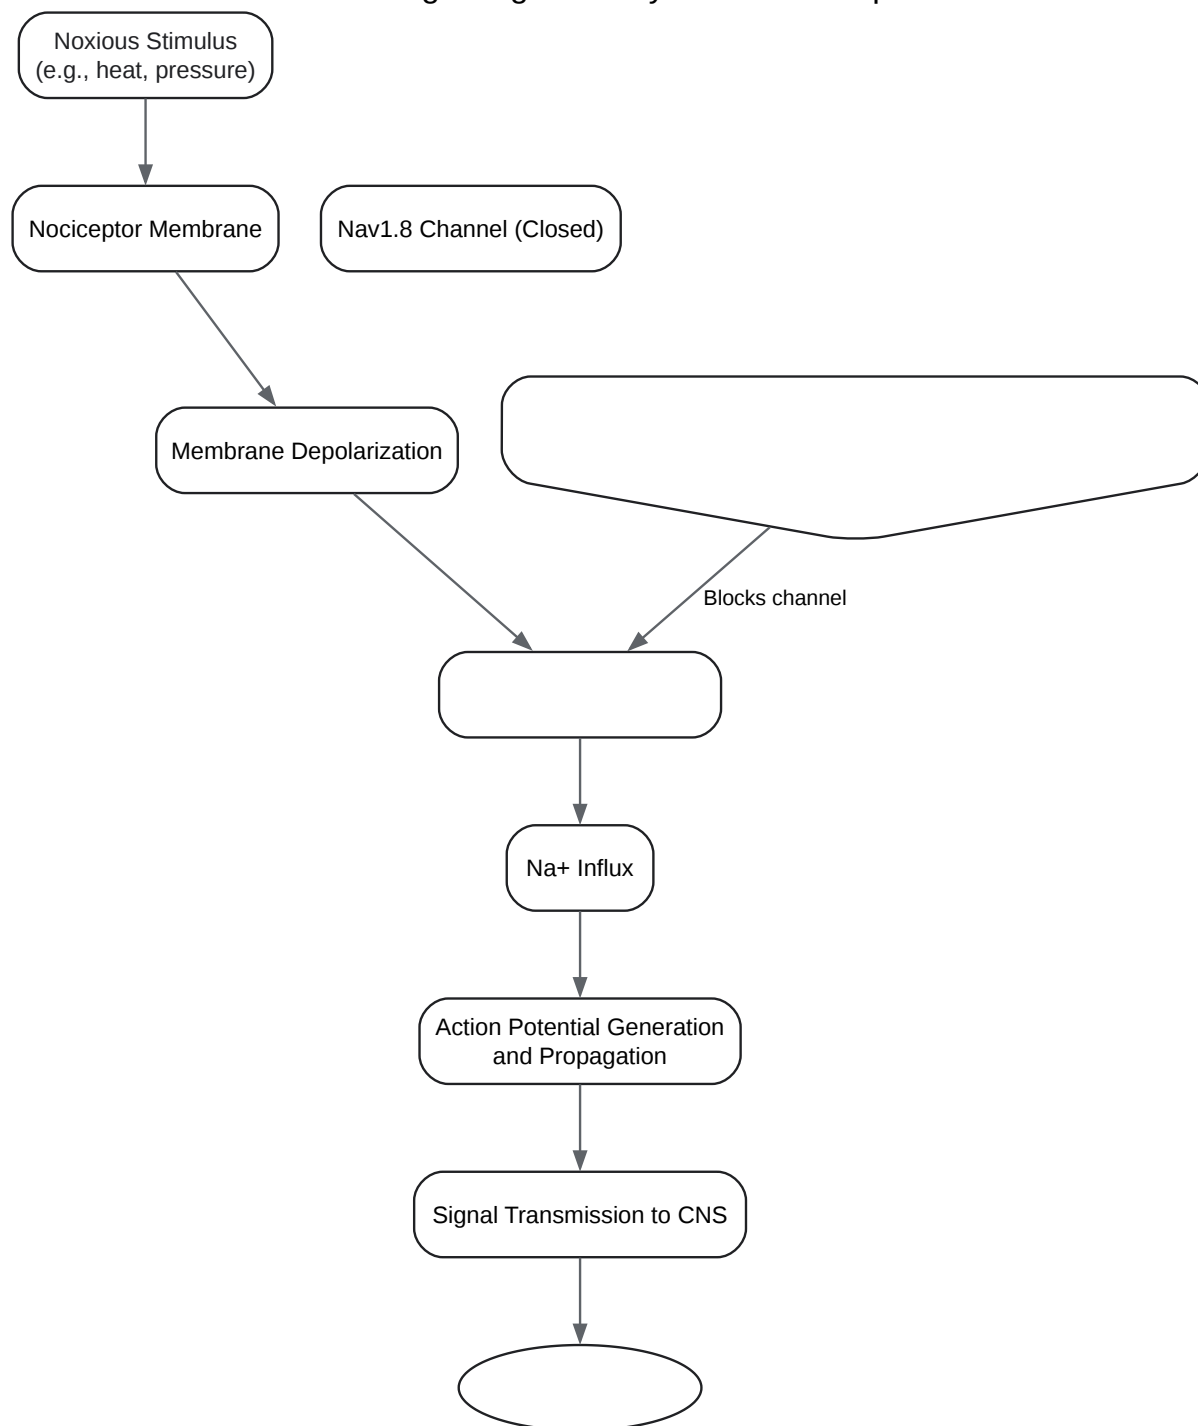 Noxious Stimulus
(e.g., heat, pressure)
Nociceptor Membrane
Nav1.8 Channel (Closed)
Membrane Depolarization
Blocks channel
Na+ Influx
Action Potential Generation
and Propagation
Signal Transmission to CNS